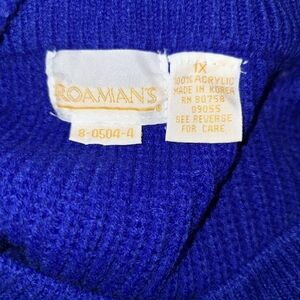 ROAMAN'S
8-0504-4
1X
100% ACRYLIC
MADE IN KOREA
RN 80758
09055
SEE REVERSE
FOR CARE